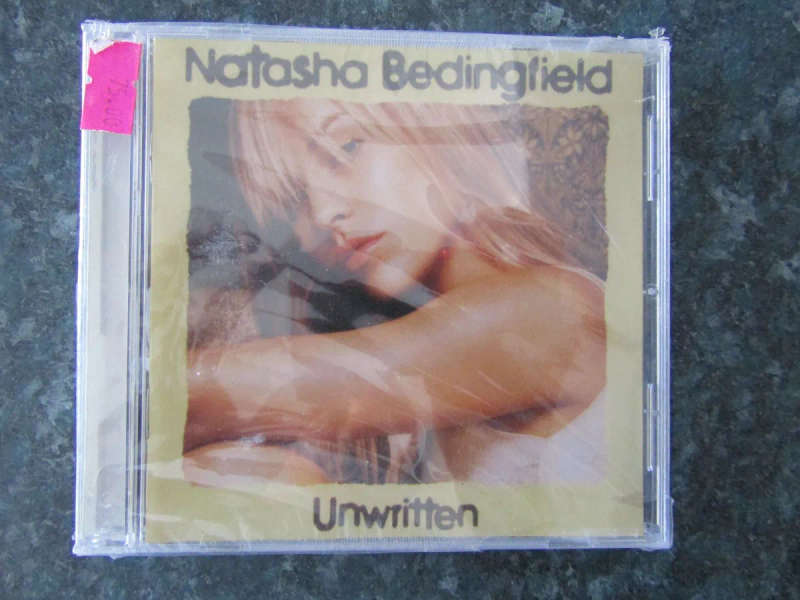 Natasha Bedingfield
Unwritten